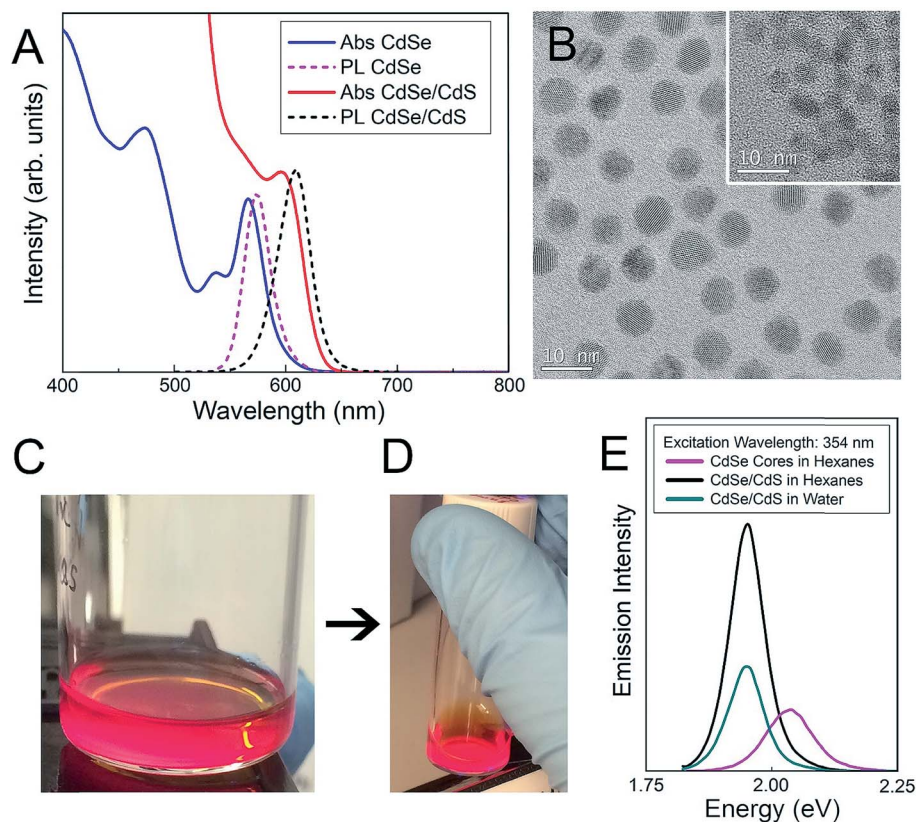 A
Abs CdSe
PL CdSe
Abs CdSe/CdS
PL CdSe/CdS
Intensity (arb. units)
400 500 600 700 800
Wavelength (nm)
B
10 nm
10 nm
C
D
E
Excitation Wavelength: 354 nm
CdSe Cores in Hexanes
CdSe/CdS in Hexanes
CdSe/CdS in Water
Emission Intensity
1.75 2.00 2.25
Energy (eV)